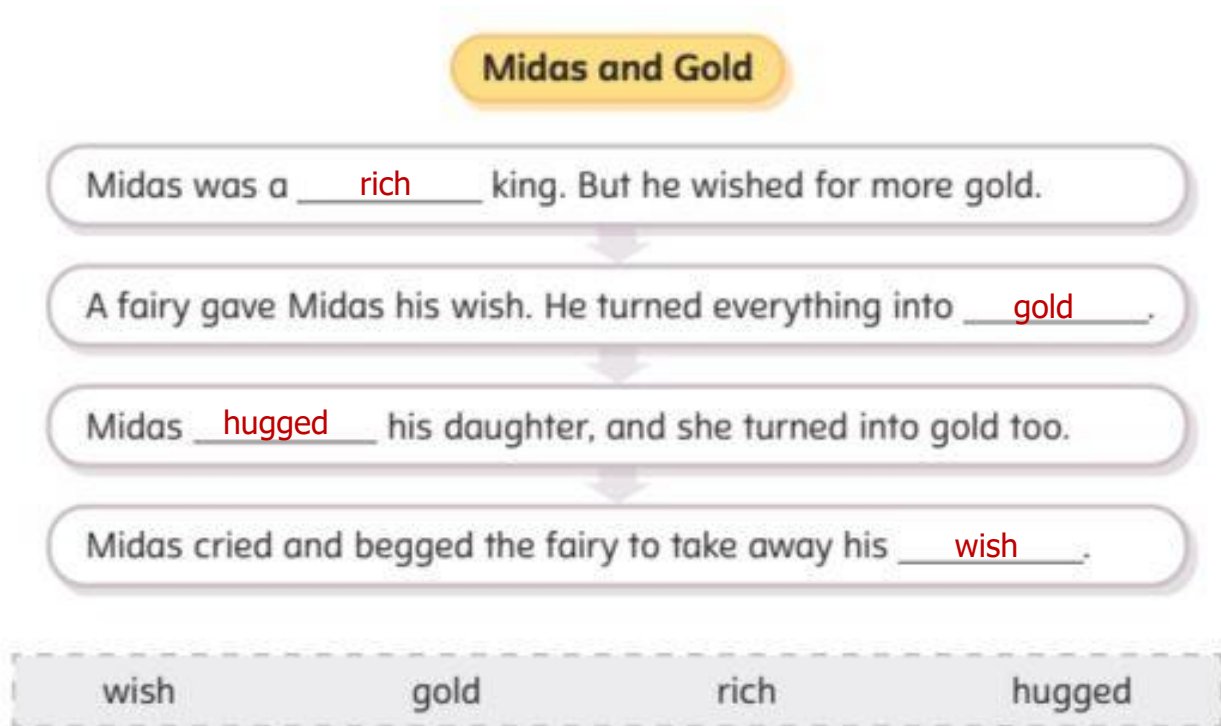 Midas and Gold
Midas was a rich king. But he wished for more gold.
A fairy gave Midas his wish. He turned everything into gold.
Midas hugged his daughter, and she turned into gold too.
Midas cried and begged the fairy to take away his wish.
wish gold rich hugged